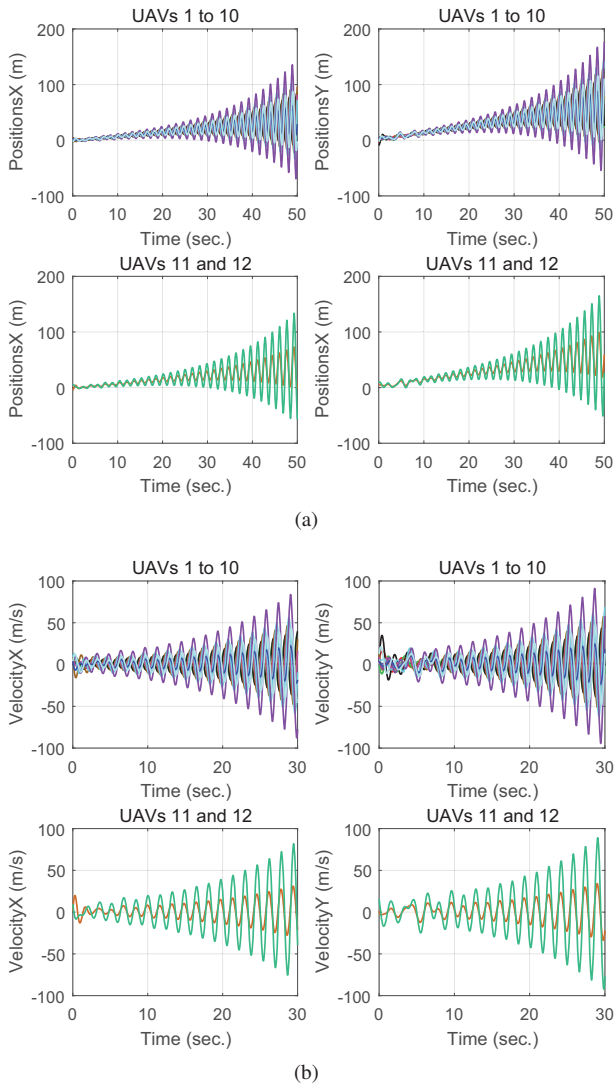 UAVs 1 to 10
UAVs 1 to 10
PositionsX (m)
200
100
0
-100
0 10 20 30 40 50
Time (sec.)
PositionsY (m)
200
100
0
-100
0 10 20 30 40 50
Time (sec.)
UAVs 11 and 12
UAVs 11 and 12
PositionsX (m)
200
100
0
-100
0 10 20 30 40 50
Time (sec.)
PositionsX (m)
200
100
0
-100
0 10 20 30 40 50
Time (sec.)
(a)
UAVs 1 to 10
UAVs 1 to 10
VelocityX (m/s)
100
50
0
-50
-100
0 10 20 30
Time (sec.)
VelocityY (m/s)
100
50
0
-50
-100
0 10 20 30
Time (sec.)
UAVs 11 and 12
UAVs 11 and 12
VelocityX (m/s)
100
50
0
-50
-100
0 10 20 30
Time (sec.)
VelocityY (m/s)
100
50
0
-50
-100
0 10 20 30
Time (sec.)
(b)